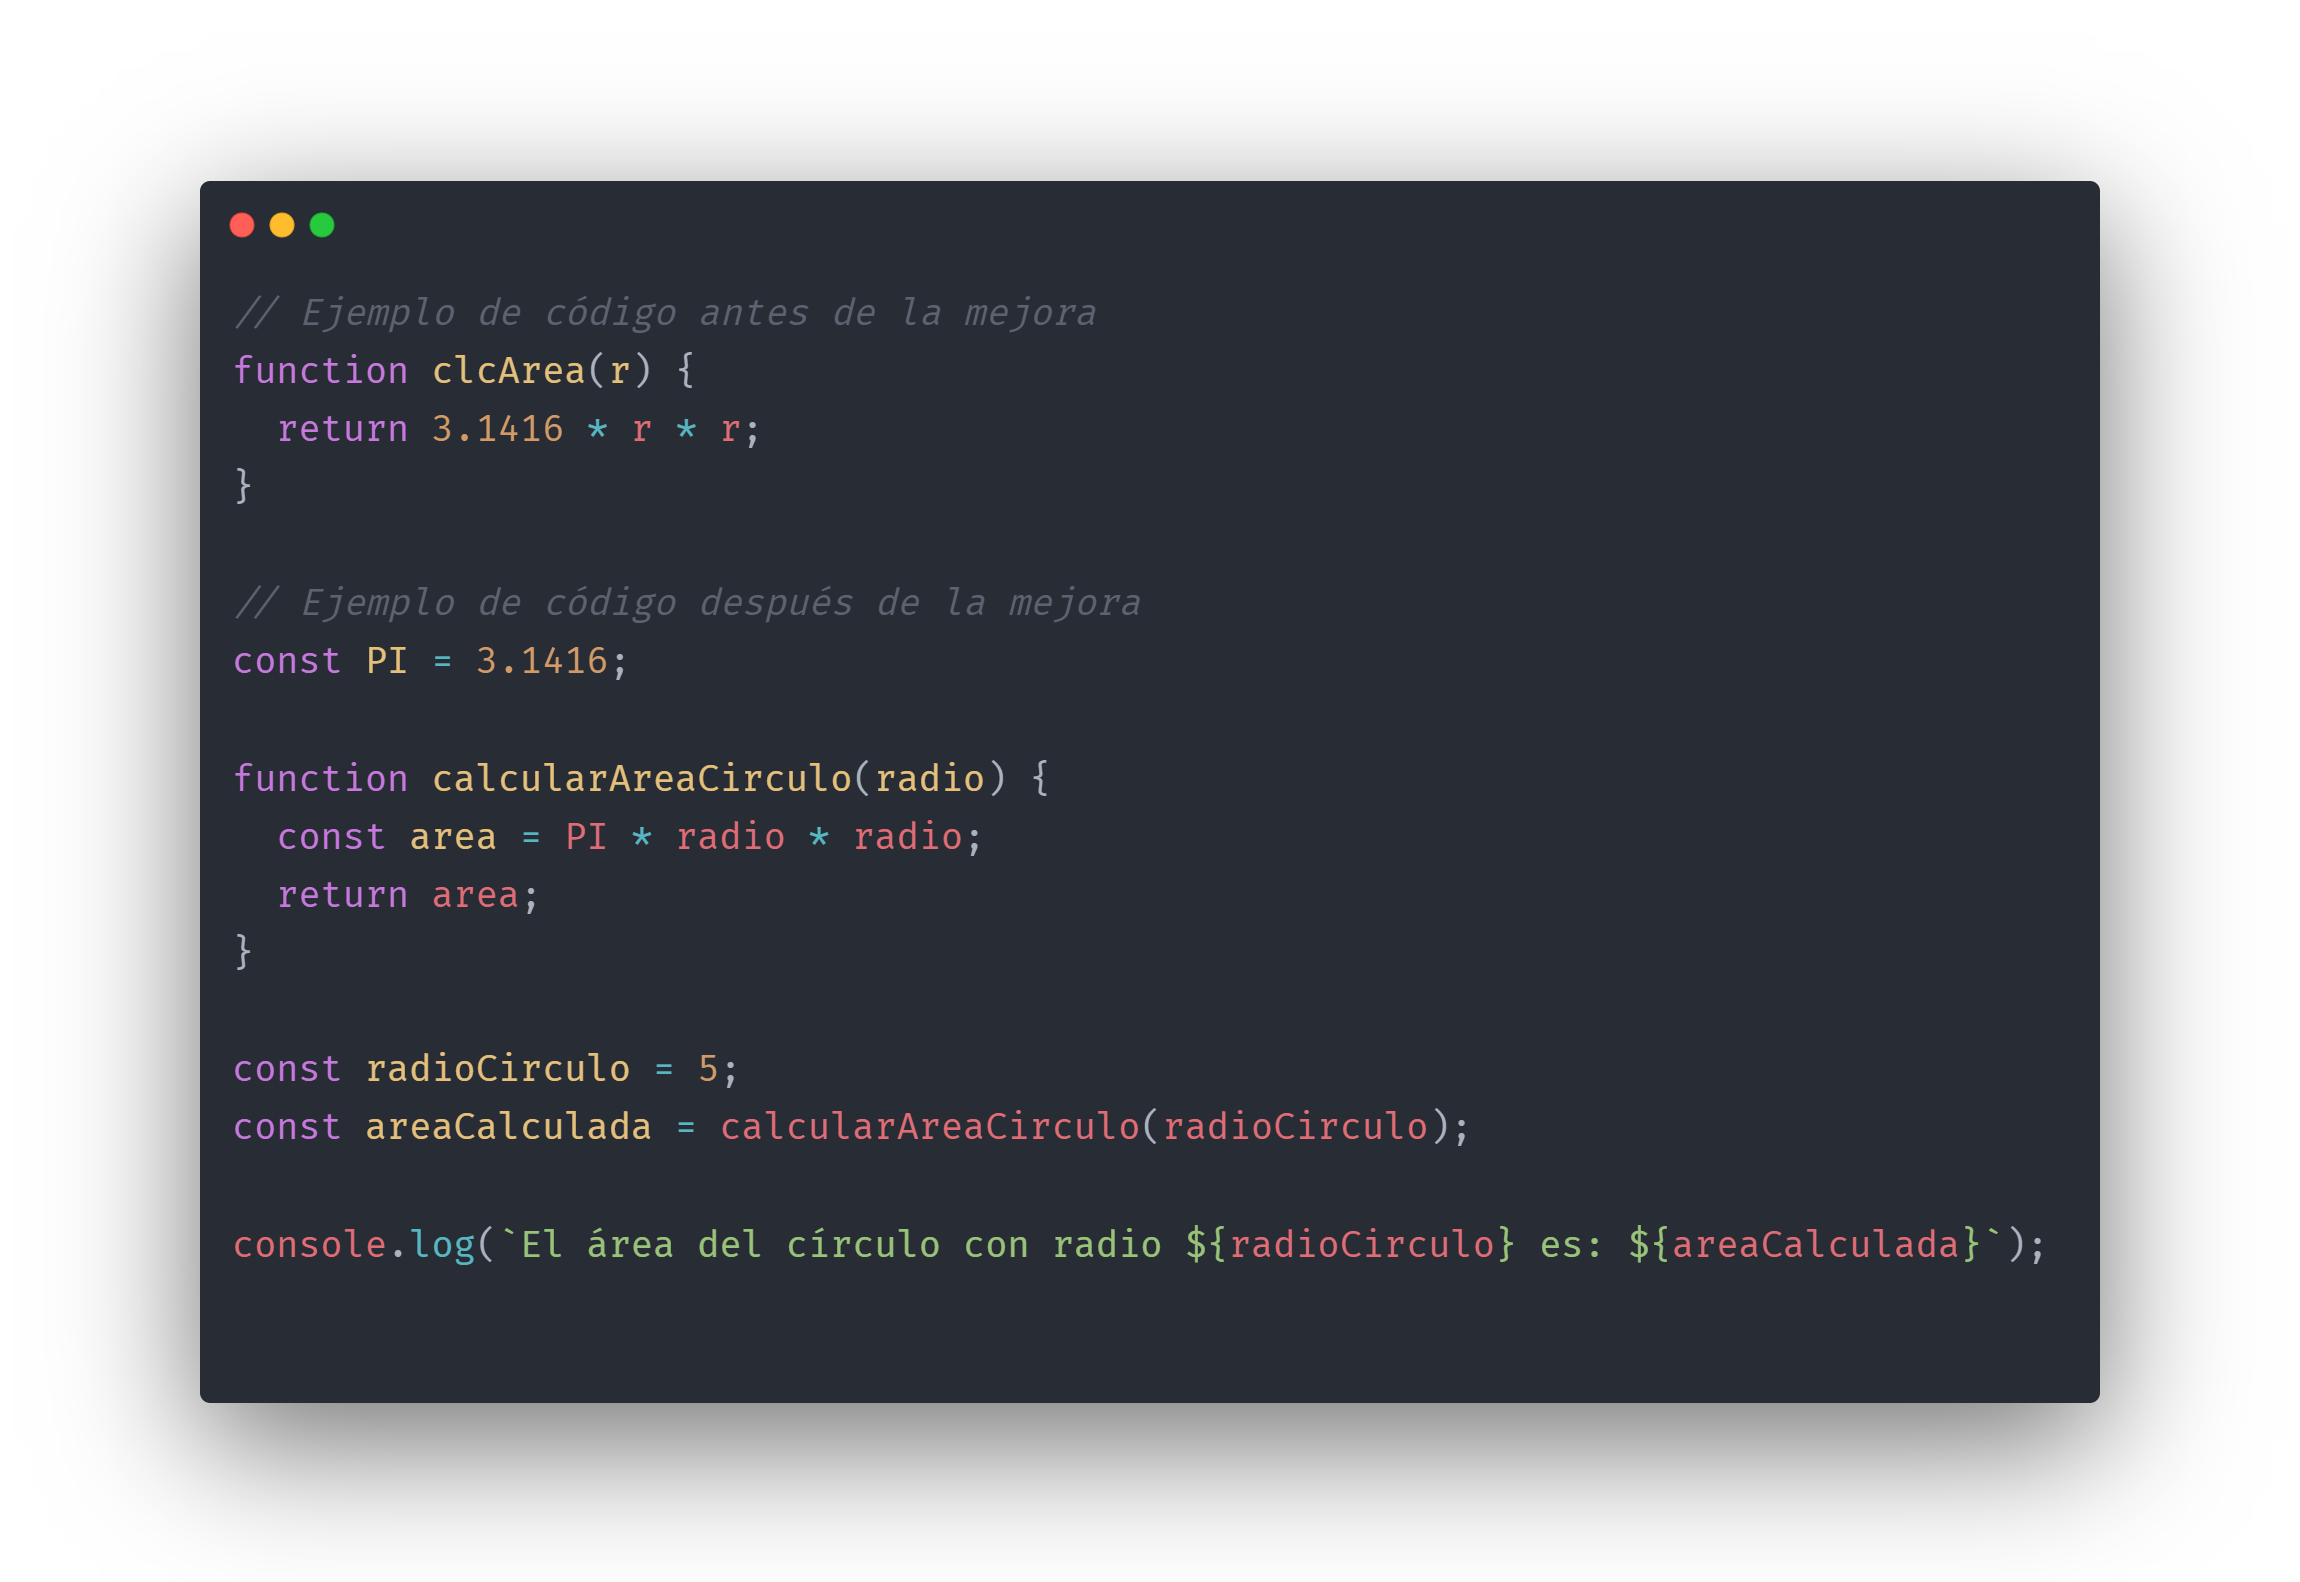 // Ejemplo de código antes de la mejora
function clcArea(r) {
  return 3.1416 * r * r;
}
// Ejemplo de código después de la mejora
const PI = 3.1416;
function calcularAreaCirculo(radio) {
  const area = PI * radio * radio;
  return area;
}
const radioCirculo = 5;
const areaCalculada = calcularAreaCirculo(radioCirculo);
console.log(`El área del círculo con radio ${radioCirculo} es: ${areaCalculada}`);